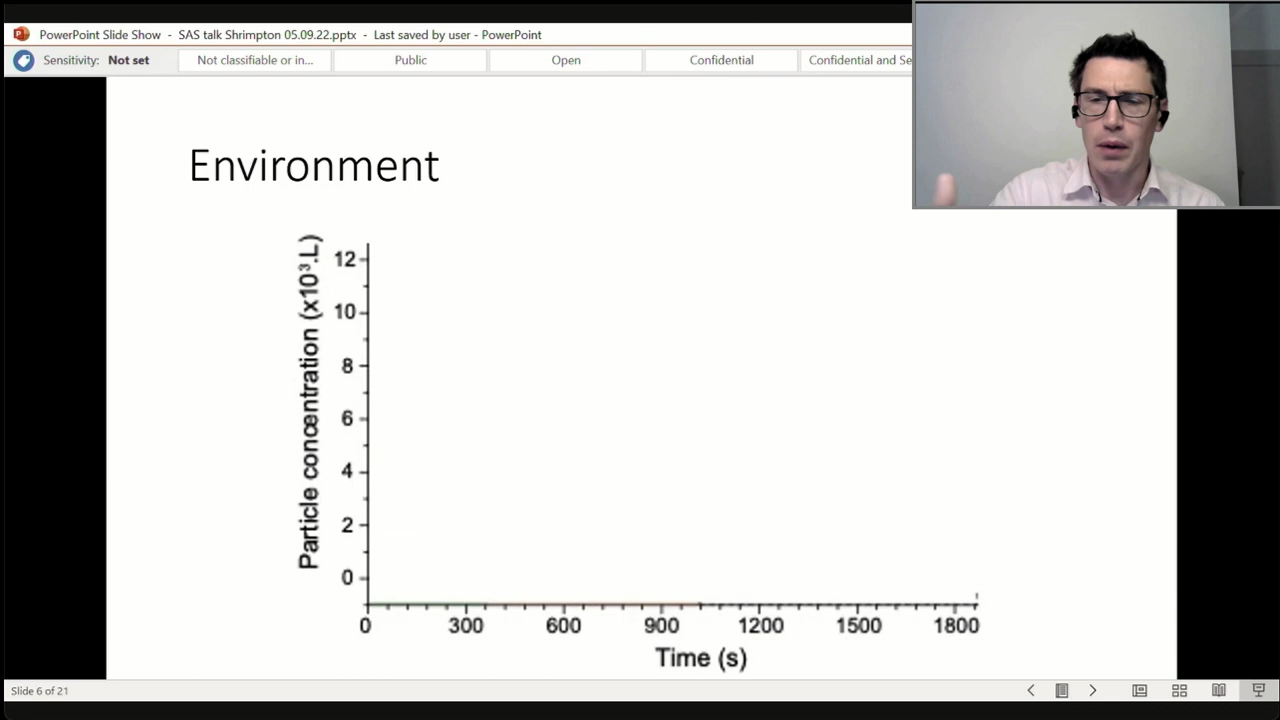 PowerPoint Slide Show - SAS talk Shrimpton 05.09.22.pptx - Last saved by user - PowerPoint
Sensitivity: Not set
Not classifiable or in...
Public
Open
Confidential
Confidential and Se
Environment
Particle concentration (x10³.L)
12
10
8
6
4
2
0
0 300 600 900 1200 1500 1800
Time (s)
Slide 6 of 21